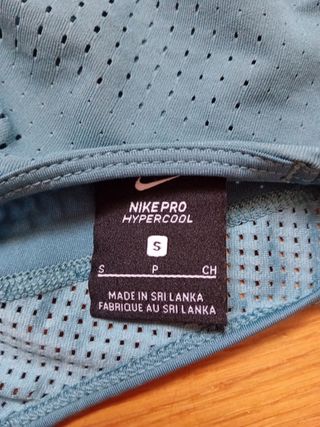 NIKE PRO
HYPERCOOL
S
S P CH
MADE IN SRI LANKA
FABRIQUE AU SRI LANKA